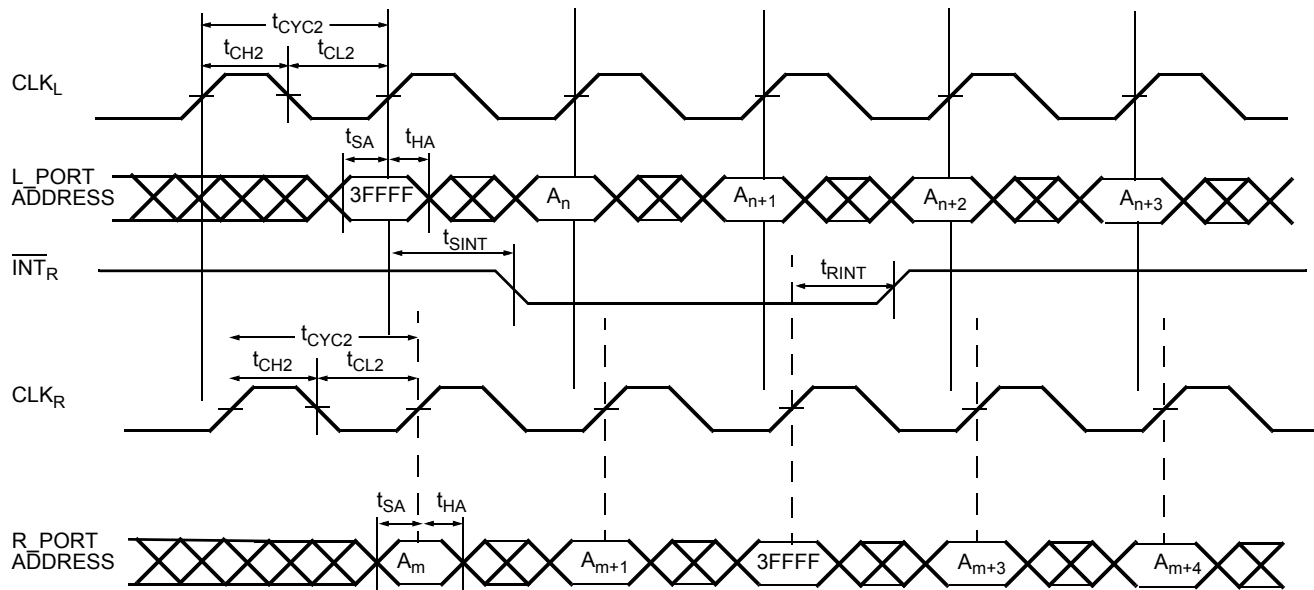 tCYC2
tCH2 tCL2
CLKL
tSA tHA
L_PORT
ADDRESS
3FFFF An An+1 An+2 An+3
tSINT
INTR
tRINT
tCYC2
tCH2 tCL2
CLKR
tSA tHA
R_PORT
ADDRESS
Am Am+1 3FFFF Am+3 Am+4